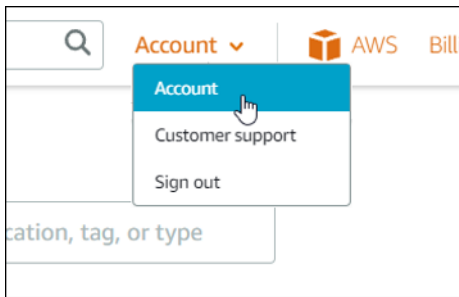 Account AWS Bill
Account
Customer support
Sign out
cation, tag, or type